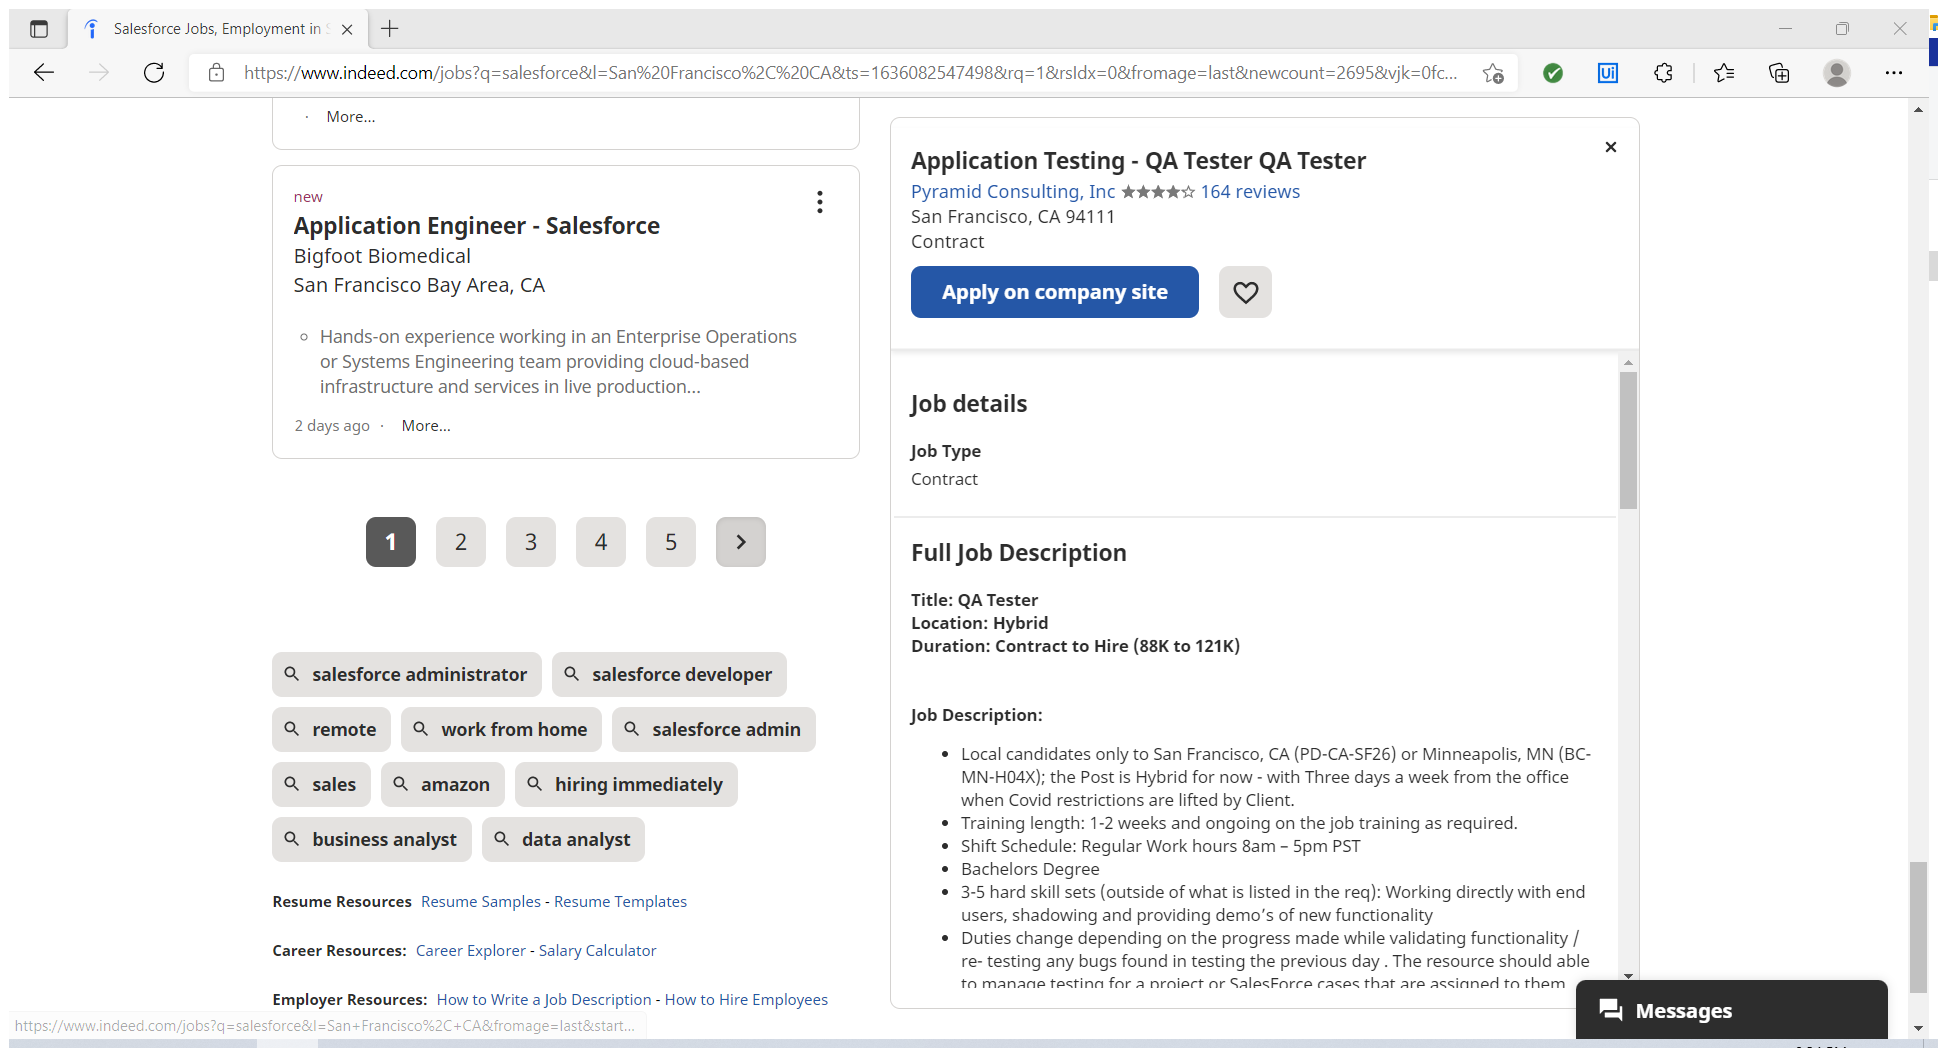 Salesforce Jobs, Employment in
https://www.indeed.com/jobs?q=salesforce&l=San%20Francisco%2C%20CA&ts=1636082547498&rq=1&rsIdx=0&fromage=last&newcount=2695&vjk=0fc...
Ui
· More...
new
Application Engineer - Salesforce
Bigfoot Biomedical
San Francisco Bay Area, CA
Hands-on experience working in an Enterprise Operations
or Systems Engineering team providing cloud-based
infrastructure and services in live production...
2 days ago · More...
1 2 3 4 5
salesforce administrator salesforce developer
remote work from home salesforce admin
sales amazon hiring immediately
business analyst data analyst
Resume Resources Resume Samples - Resume Templates
Career Resources: Career Explorer - Salary Calculator
Employer Resources: How to Write a Job Description - How to Hire Employees
https://www.indeed.com/jobs?q=salesforce&l=San+Francisco%2C+CA&fromage=last&start...
Application Testing - QA Tester QA Tester
Pyramid Consulting, Inc ★★★★☆ 164 reviews
San Francisco, CA 94111
Contract
Apply on company site
Job details
Job Type
Contract
Full Job Description
Title: QA Tester
Location: Hybrid
Duration: Contract to Hire (88K to 121K)
Job Description:
Local candidates only to San Francisco, CA (PD-CA-SF26) or Minneapolis, MN (BC-
MN-H04X); the Post is Hybrid for now - with Three days a week from the office
when Covid restrictions are lifted by Client.
Training length: 1-2 weeks and ongoing on the job training as required.
Shift Schedule: Regular Work hours 8am – 5pm PST
Bachelors Degree
3-5 hard skill sets (outside of what is listed in the req): Working directly with end
users, shadowing and providing demo's of new functionality
Duties change depending on the progress made while validating functionality /
re- testing any bugs found in testing the previous day . The resource should able
to manage testing for a project or SalesForce cases that are assigned to them
Messages